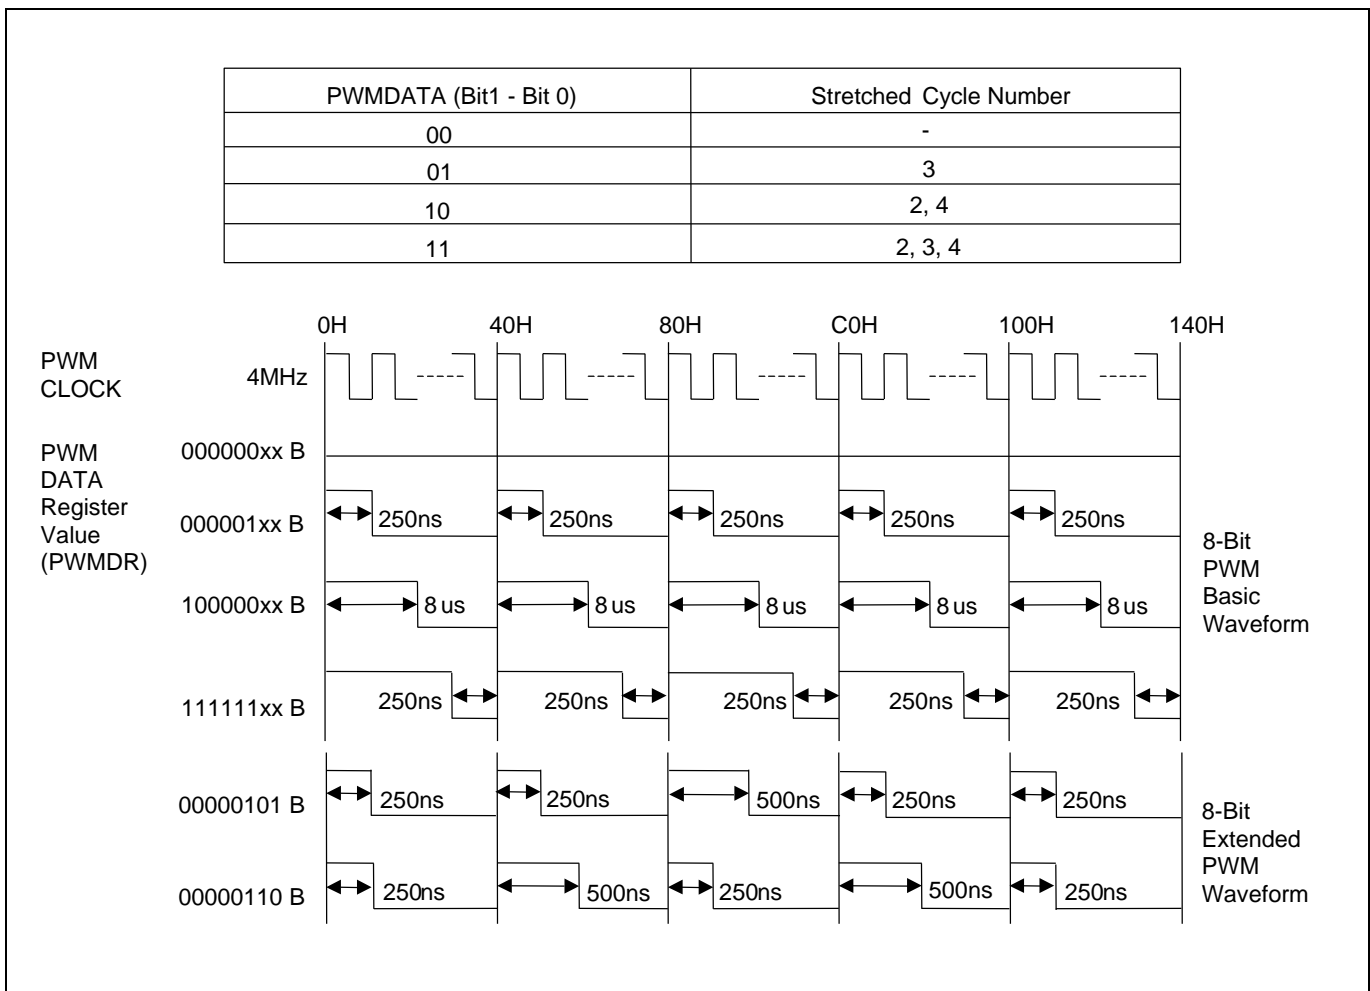 PWMDATA (Bit1 - Bit 0) Stretched Cycle Number
00 -
01 3
10 2, 4
11 2, 3, 4
0H 40H 80H C0H 100H 140H
PWM
CLOCK
4MHz
PWM
DATA
Register
Value
(PWMDR)
000000xx B
000001xx B 250ns 250ns 250ns 250ns 250ns
100000xx B 8 us 8 us 8 us 8 us 8 us
111111xx B 250ns 250ns 250ns 250ns 250ns
8-Bit
PWM
Basic
Waveform
00000101 B 250ns 250ns 500ns 250ns 250ns
00000110 B 250ns 500ns 250ns 500ns 250ns
8-Bit
Extended
PWM
Waveform